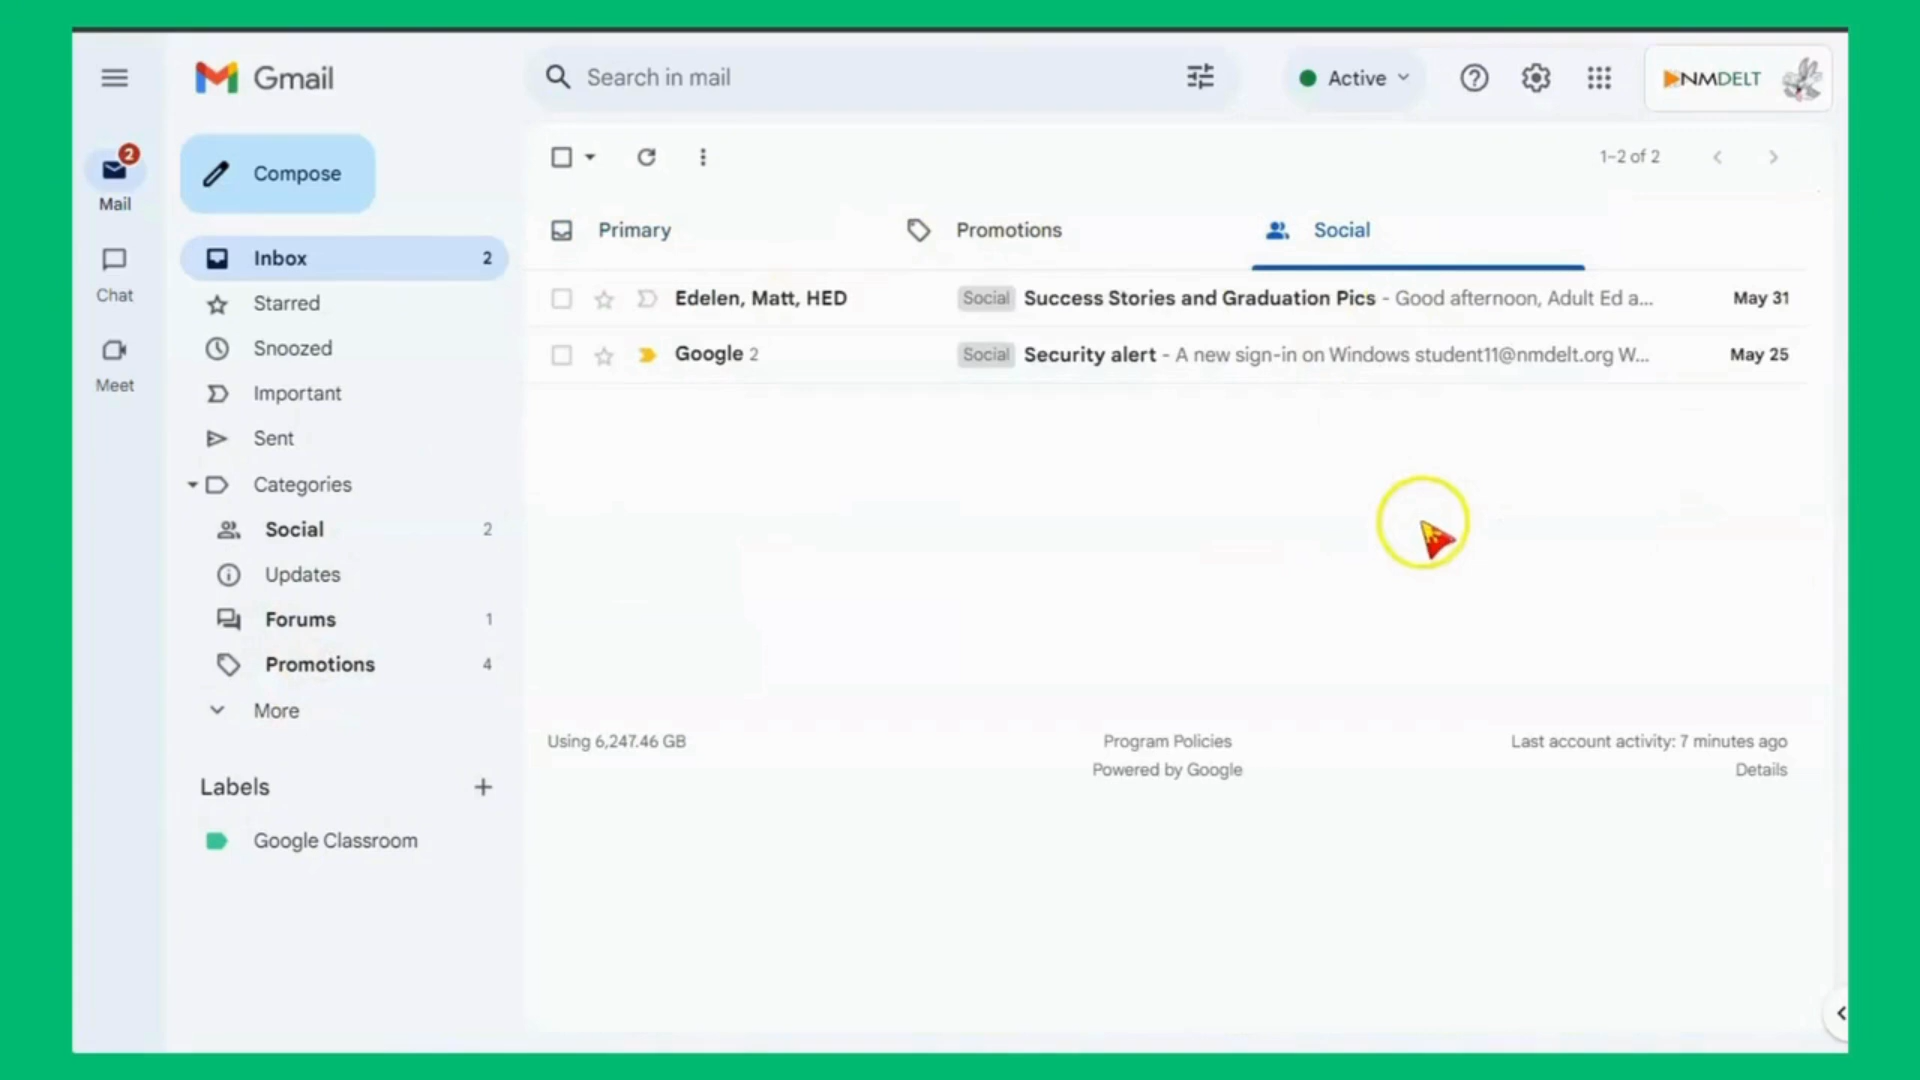 Gmail
Search in mail
Active
NMDELT
2
Mail
Chat
Meet
Compose
Inbox 2
Starred
Snoozed
Important
Sent
Categories
Social 2
Updates
Forums 1
Promotions 4
More
Labels +
Google Classroom
1–2 of 2
Primary Promotions Social
Edelen, Matt, HED Social Success Stories and Graduation Pics - Good afternoon, Adult Ed a... May 31
Google 2 Social Security alert - A new sign-in on Windows student11@nmdelt.org W... May 25
Using 6,247.46 GB
Program Policies
Powered by Google
Last account activity: 7 minutes ago
Details